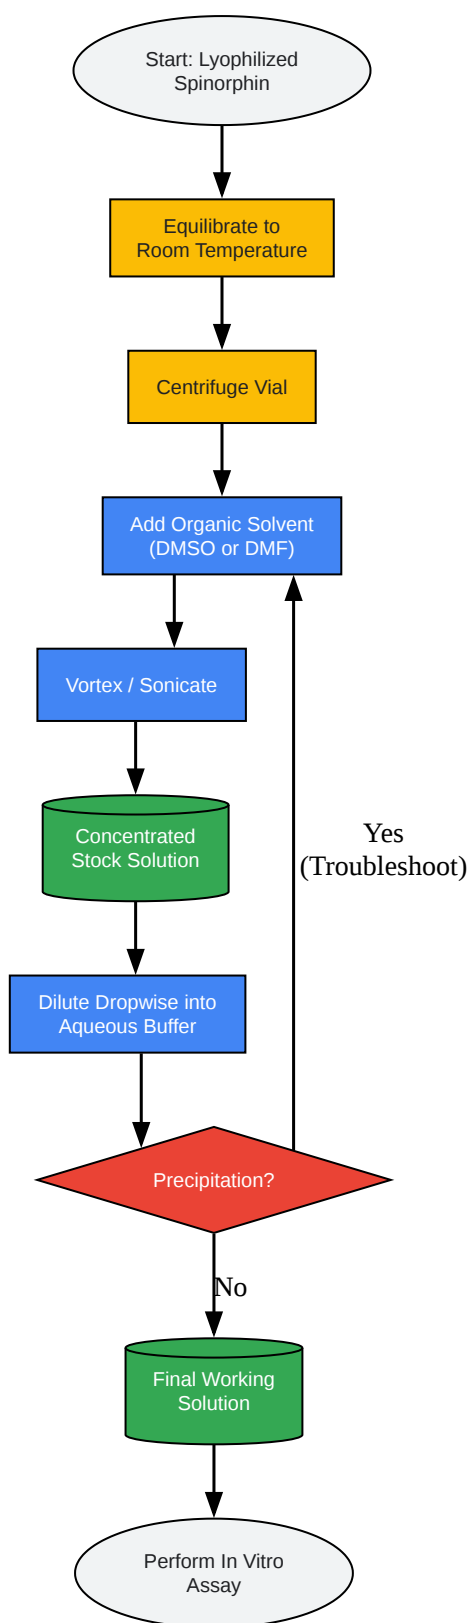 Start: Lyophilized
Spinorphin
Equilibrate to
Room Temperature
Centrifuge Vial
Add Organic Solvent
(DMSO or DMF)
Vortex / Sonicate
Concentrated
Stock Solution
Yes
(Troubleshoot)
Dilute Dropwise into
Aqueous Buffer
Precipitation?
No
Final Working
Solution
Perform In Vitro
Assay